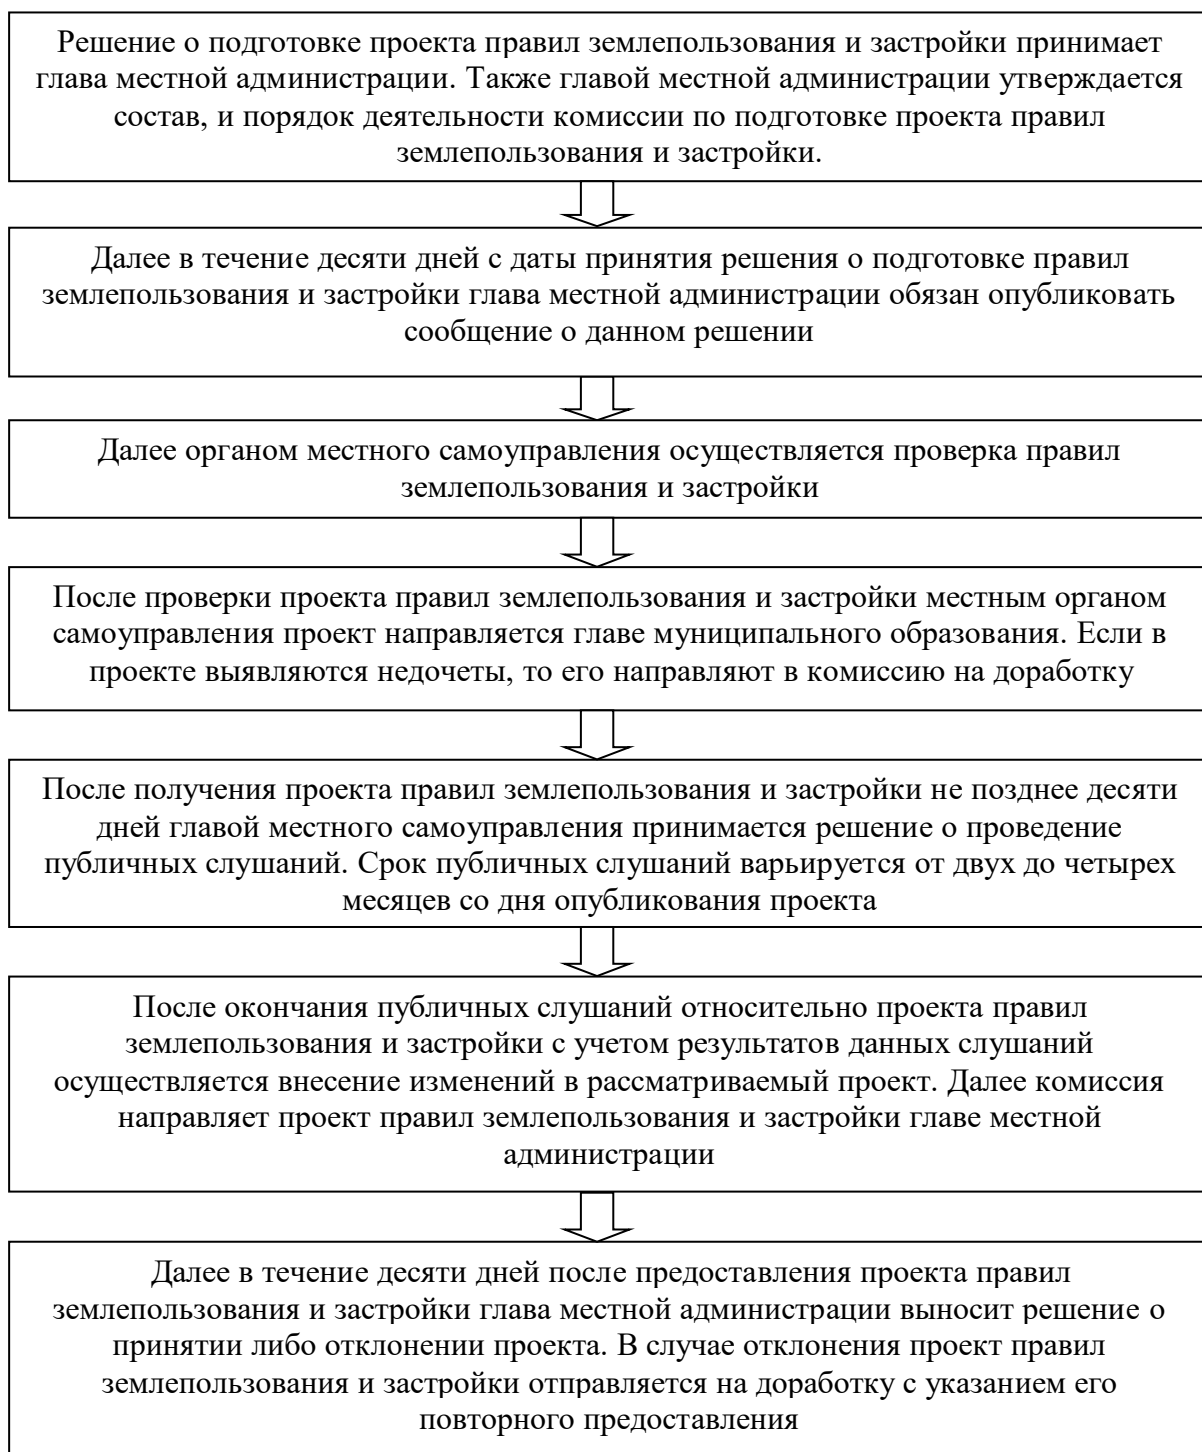 Решение о подготовке проекта правил землепользования и застройки принимает
глава местной администрации. Также главой местной администрации утверждается
состав, и порядок деятельности комиссии по подготовке проекта правил
землепользования и застройки.
Далее в течение десяти дней с даты принятия решения о подготовке правил
землепользования и застройки глава местной администрации обязан опубликовать
сообщение о данном решении
Далее органом местного самоуправления осуществляется проверка правил
землепользования и застройки
После проверки проекта правил землепользования и застройки местным органом
самоуправления проект направляется главе муниципального образования. Если в
проекте выявляются недочеты, то его направляют в комиссию на доработку
После получения проекта правил землепользования и застройки не позднее десяти
дней главой местного самоуправления принимается решение о проведение
публичных слушаний. Срок публичных слушаний варьируется от двух до четырех
месяцев со дня опубликования проекта
После окончания публичных слушаний относительно проекта правил
землепользования и застройки с учетом результатов данных слушаний
осуществляется внесение изменений в рассматриваемый проект. Далее комиссия
направляет проект правил землепользования и застройки главе местной
администрации
Далее в течение десяти дней после предоставления проекта правил
землепользования и застройки глава местной администрации выносит решение о
принятии либо отклонении проекта. В случае отклонения проект правил
землепользования и застройки отправляется на доработку с указанием его
повторного предоставления